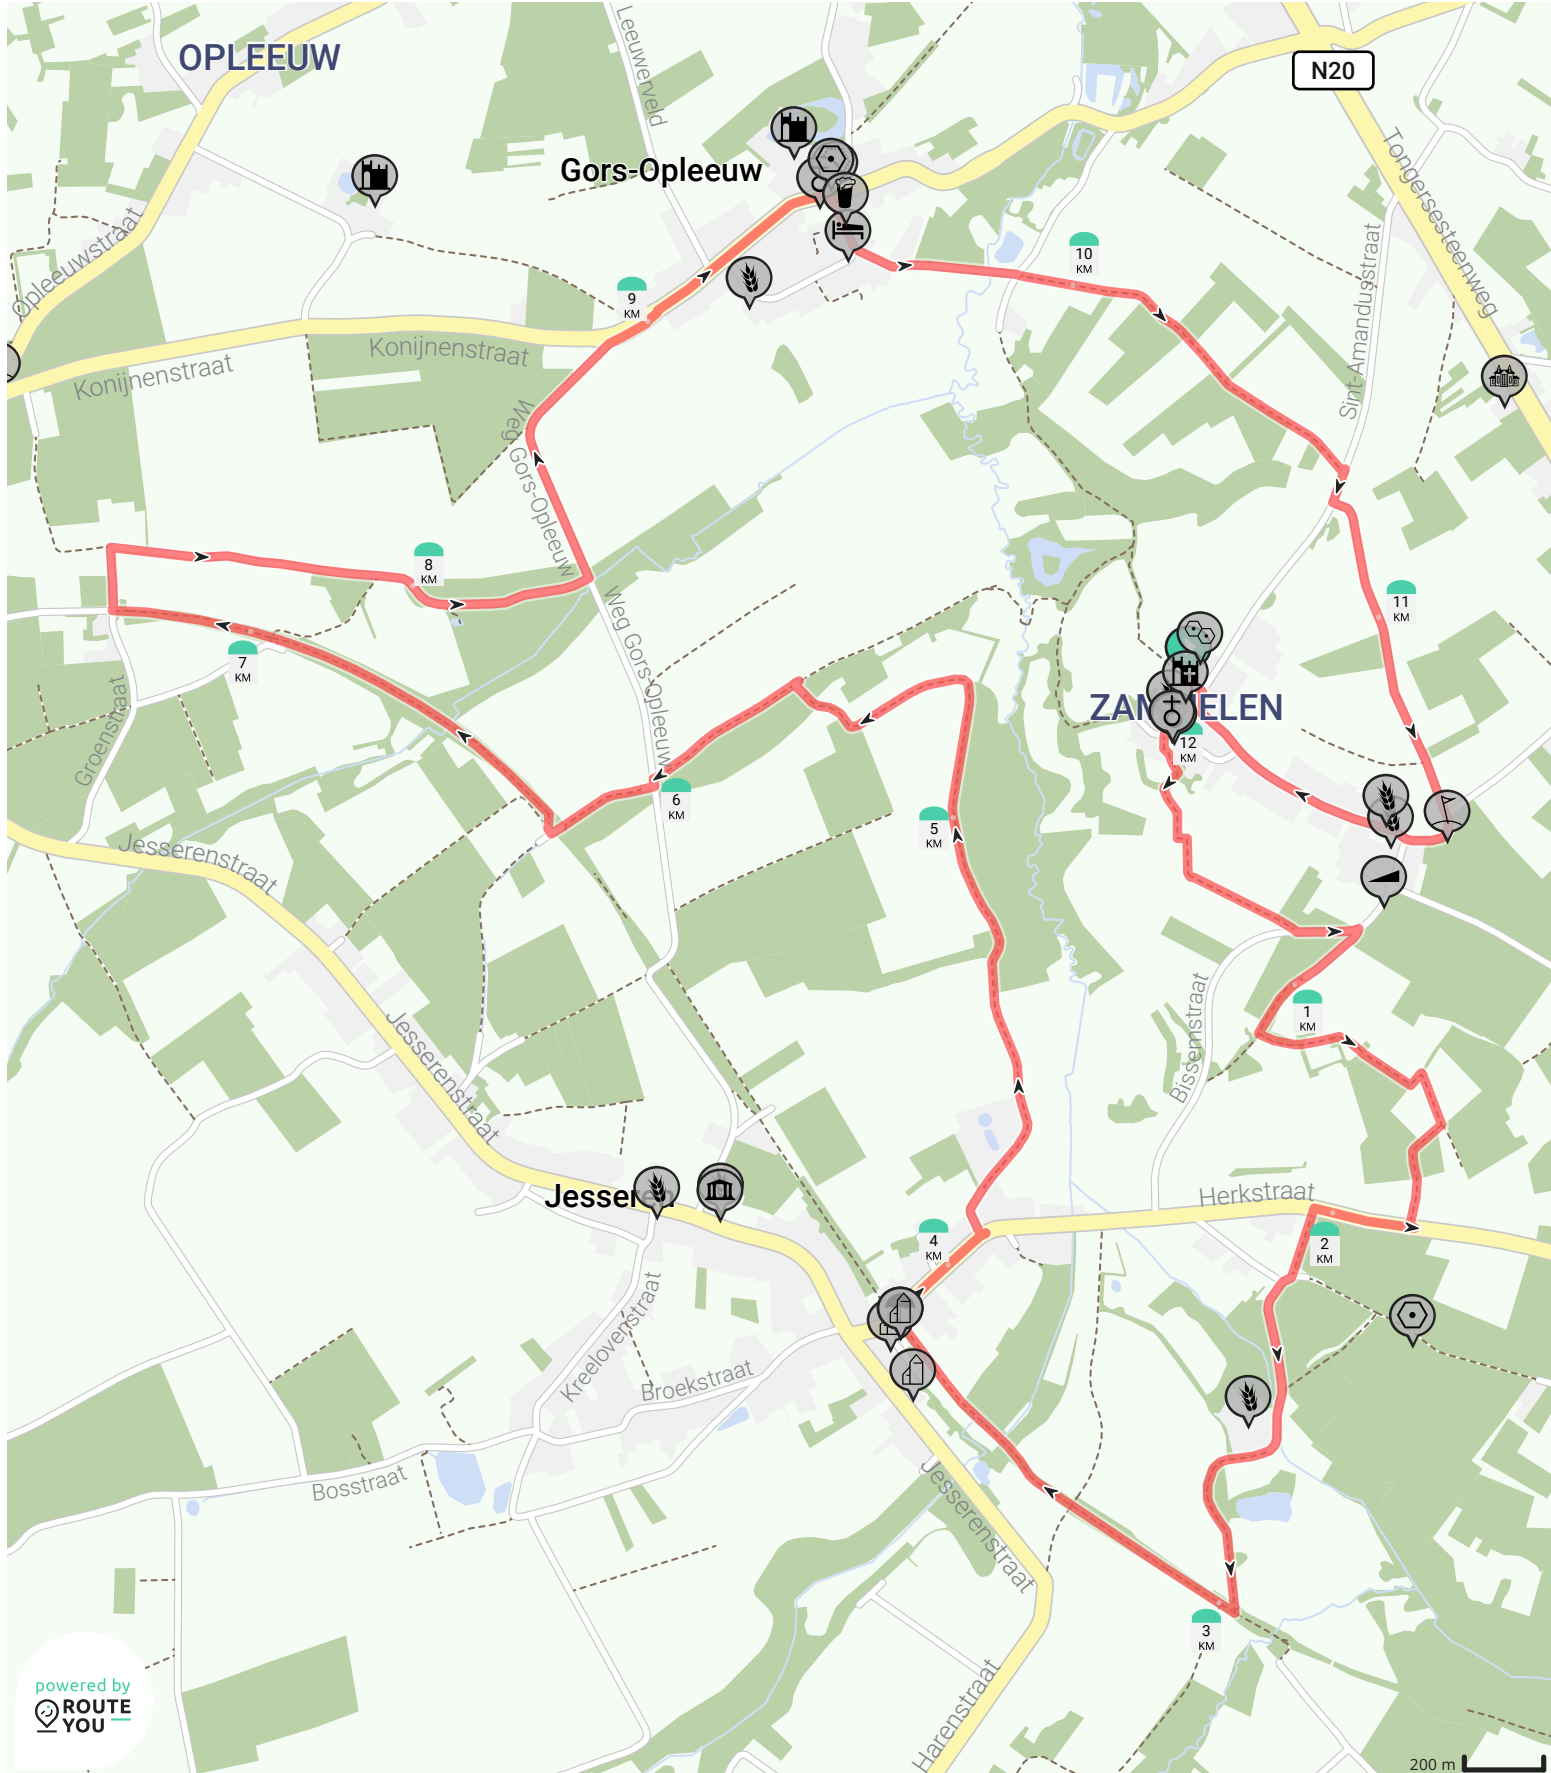 OPLEEUW
Leeuwerveld
N20
Tongersesteenweg
Gors-Opleeuw
Opleeuwstraat
Sint-Amandusstraat
10
KM
9
KM
Konijnenstraat
Konijnenstraat
Weg Gors-Opleeuw
8
KM
11
KM
Weg Gors-Opleeuw
7
KM
Groenstraat
12
KM
6
KM
5
KM
Jesserenstraat
Bissemstraat
1
KM
Jesserenstraat
Jesseren
Herkstraat
4
KM
2
KM
Kreelovenstraat
Broekstraat
Bosstraat
Jesserenstraat
3
KM
Harenstraat
powered by
ROUTE
YOU
200 m